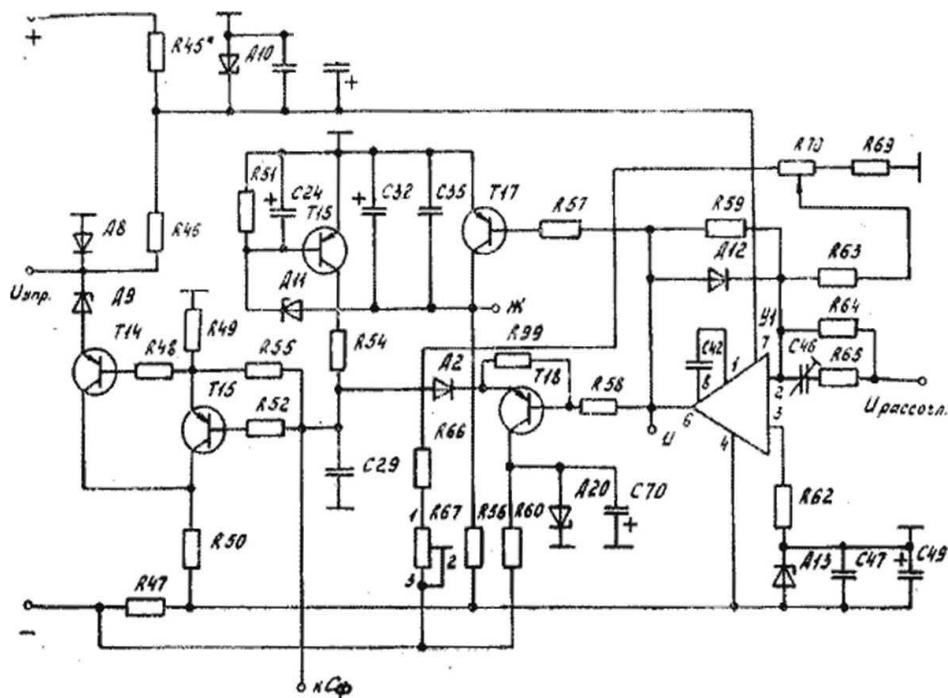 +
R45*
Д10
+
R70
R69
R51
+
C24
T15
+
C32
C35
T17
R57
R59
Д12
R63
Д8
R46
Uупр.
Д9
Д11
Ж
R64
У1
T14
R49
R54
R99
C42
1
7
C46
R65
R48
R55
Д2
T18
R58
8
2
U рассогл.
T15
R52
6
И
3
4
R66
C29
Д20
C70
+
R62
R50
1
R67
2
3
R36
R60
Д13
C47
+
C49
R47
-
к Сф